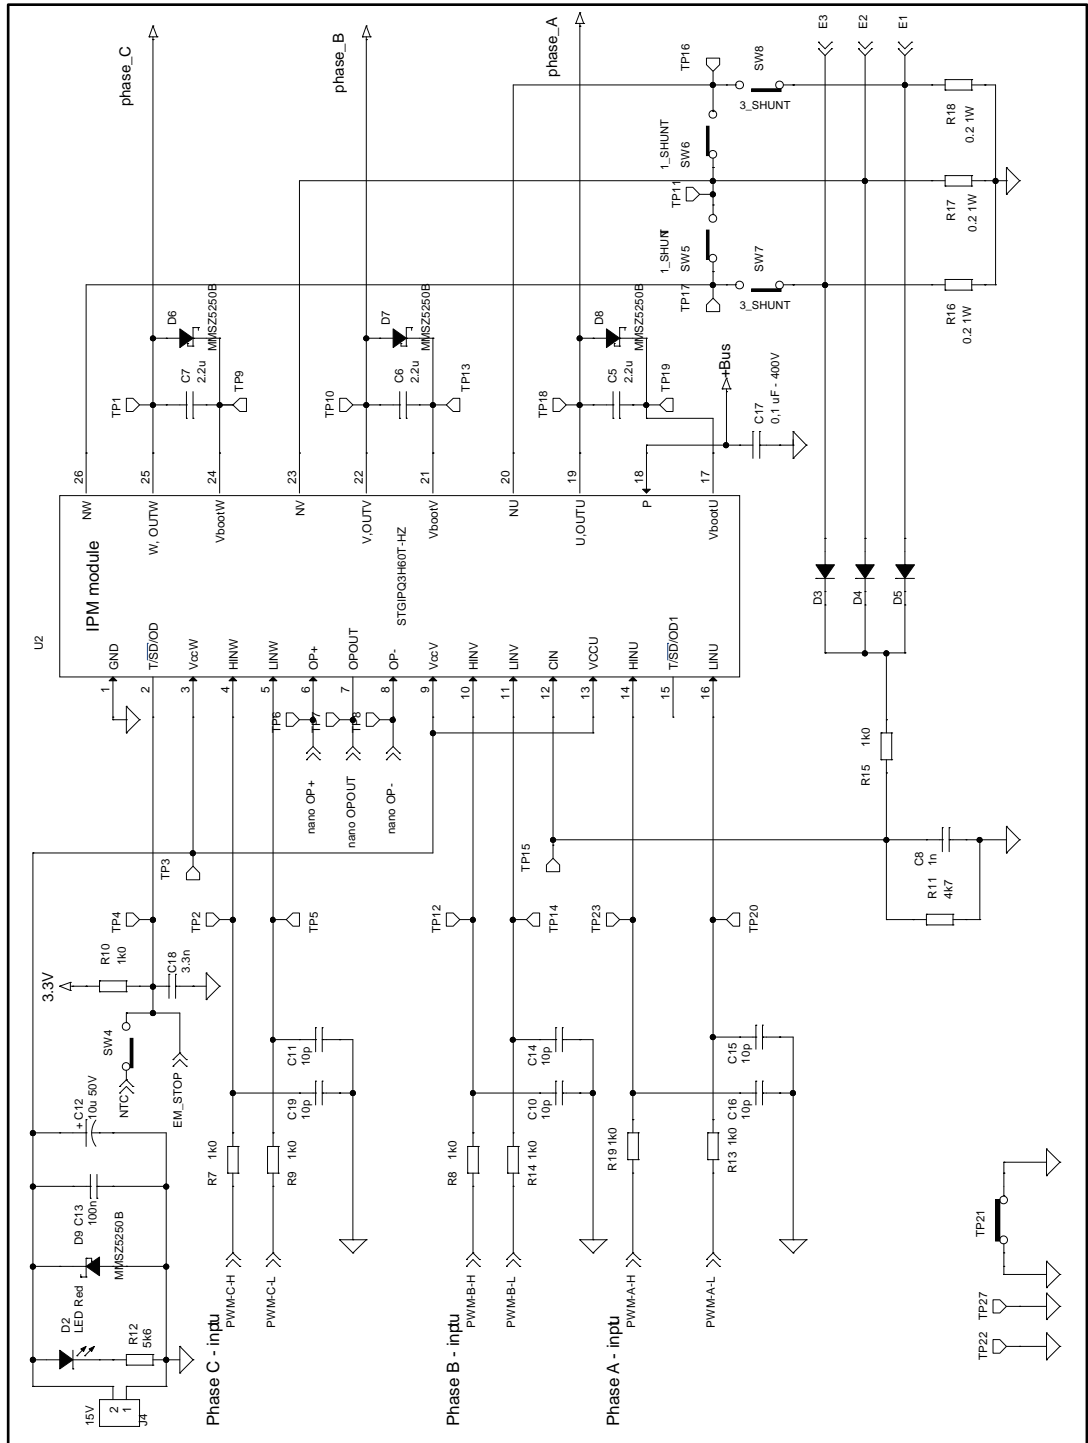 phase_C
phase_B
phase_A
E3
E2
E1
TP16
SW8
3_SHUNT
R18
0.2 1W
1_SHUNT
SW6
TP11
R17
0.2 1W
1_SHUNT
SW5
SW7
TP17
3_SHUNT
R16
0.2 1W
D6
MMSZ5250B
C7
2.2u
TP1
TP9
D7
MMSZ5250B
C6
2.2u
TP10
TP13
D8
MMSZ5250B
C5
2.2u
TP18
TP19
+Bus
C17
0,1 uF - 400V
26
25
24
23
22
21
20
19
18
17
NW
W, OUTW
VbootW
NV
V,OUTV
VbootV
NU
U,OUTU
P
VbootU
U2
IPM module
STGIPQ3H60T-HZ
GND
T/SD/OD
VccW
HINW
LINW
OP+
OPOUT
OP-
VccV
HINV
LINV
CIN
VCCU
HINU
T/SD/OD1
LINU
1
2
3
4
5
6
7
8
9
10
11
12
13
14
15
16
D3
D4
D5
TP6
TP7
TP8
nano OP+
nano OPOUT
nano OP-
R15
1k0
TP3
TP15
C8
1n
R11
4k7
TP4
TP2
TP5
TP12
TP14
TP23
TP20
3.3V
R10
1k0
C18
3.3n
SW4
NTC
EM_STOP
C11
10p
C19
10p
C14
10p
C10
10p
C15
10p
C16
10p
+C12
10u 50V
C13
100n
D9
MMSZ5250B
D2
LED Red
R12
5k6
15V
2
1
J4
R7
1k0
R9
1k0
R8
1k0
R14
1k0
R19
1k0
R13
1k0
PWM-C-H
PWM-C-L
PWM-B-H
PWM-B-L
PWM-A-H
PWM-A-L
Phase C - inptu
Phase B - inptu
Phase A - inptu
TP21
TP27
TP22